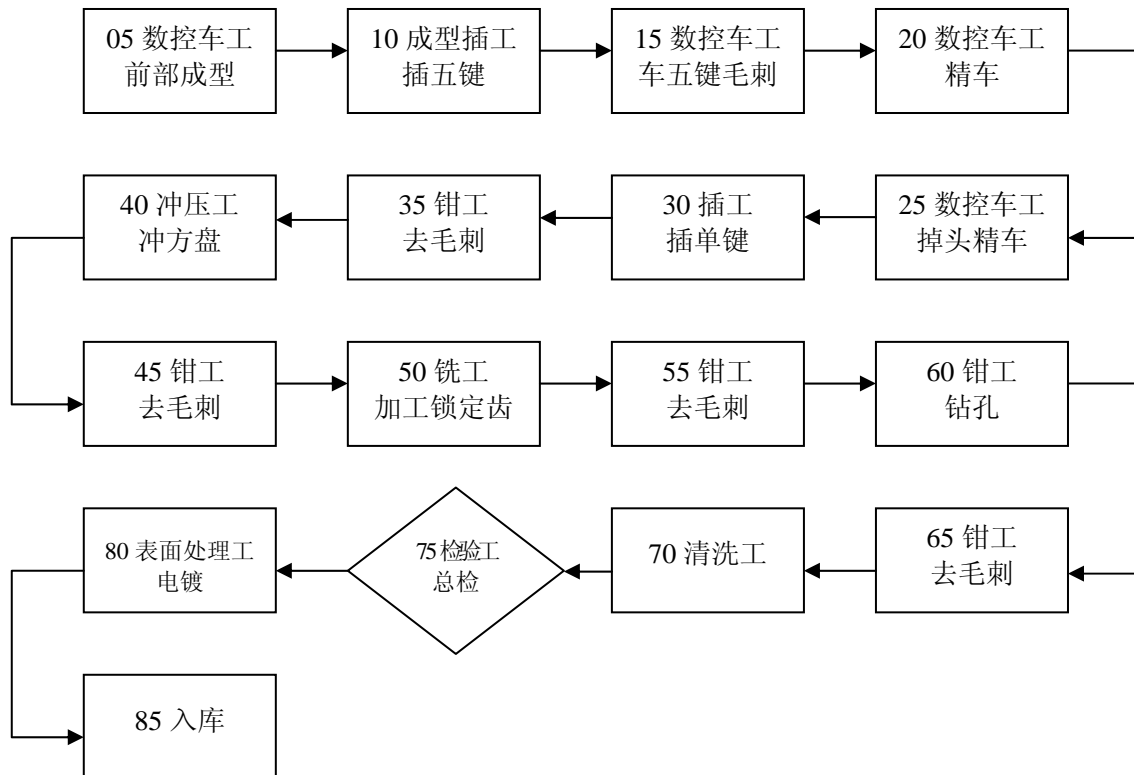 05 数控车工
前部成型
10 成型插工
插五键
15 数控车工
车五键毛刺
20 数控车工
精车
25 数控车工
掉头精车
30 插工
插单键
35 钳工
去毛刺
40 冲压工
冲方盘
45 钳工
去毛刺
50 铣工
加工锁定齿
55 钳工
去毛刺
60 钳工
钻孔
65 钳工
去毛刺
70 清洗工
75 检验工
总检
80 表面处理工
电镀
85 入库